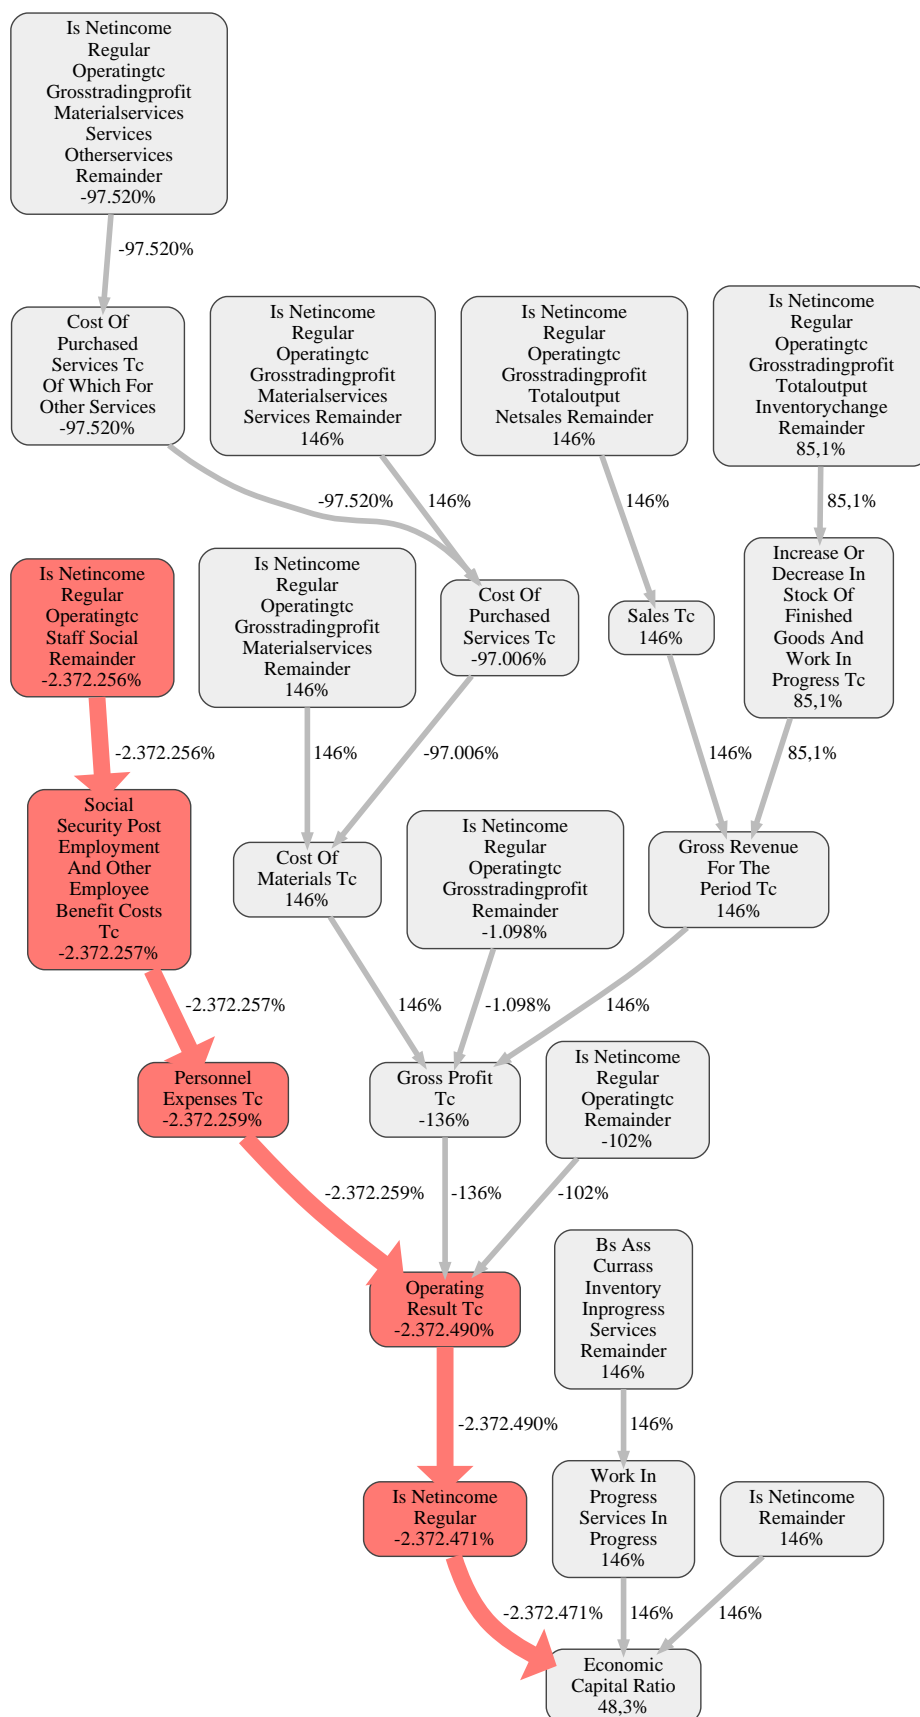 Is Netincome
Regular
Operatingtc
Grosstradingprofit
Materialservices
Services
Otherservices
Remainder
-97.520%
-97.520%
Cost Of
Purchased
Services Tc
Of Which For
Other Services
-97.520%
Is Netincome
Regular
Operatingtc
Grosstradingprofit
Materialservices
Services Remainder
146%
Is Netincome
Regular
Operatingtc
Grosstradingprofit
Totaloutput
Netsales Remainder
146%
Is Netincome
Regular
Operatingtc
Grosstradingprofit
Totaloutput
Inventorychange
Remainder
85,1%
-97.520%
146%
146%
85,1%
Is Netincome
Regular
Operatingtc
Staff Social
Remainder
-2.372.256%
Is Netincome
Regular
Operatingtc
Grosstradingprofit
Materialservices
Remainder
146%
Cost Of
Purchased
Services Tc
-97.006%
Sales Tc
146%
Increase Or
Decrease In
Stock Of
Finished
Goods And
Work In
Progress Tc
85,1%
-2.372.256%
146%
-97.006%
146%
85,1%
Social
Security Post
Employment
And Other
Employee
Benefit Costs
Tc
-2.372.257%
Cost Of
Materials Tc
146%
Is Netincome
Regular
Operatingtc
Grosstradingprofit
Remainder
-1.098%
Gross Revenue
For The
Period Tc
146%
-2.372.257%
146%
-1.098%
146%
Personnel
Expenses Tc
-2.372.259%
Gross Profit
Tc
-136%
Is Netincome
Regular
Operatingtc
Remainder
-102%
-2.372.259%
-136%
-102%
Operating
Result Tc
-2.372.490%
Bs Ass
Currass
Inventory
Inprogress
Services
Remainder
146%
-2.372.490%
146%
Is Netincome
Regular
-2.372.471%
Work In
Progress
Services In
Progress
146%
Is Netincome
Remainder
146%
-2.372.471%
146%
146%
Economic
Capital Ratio
48,3%